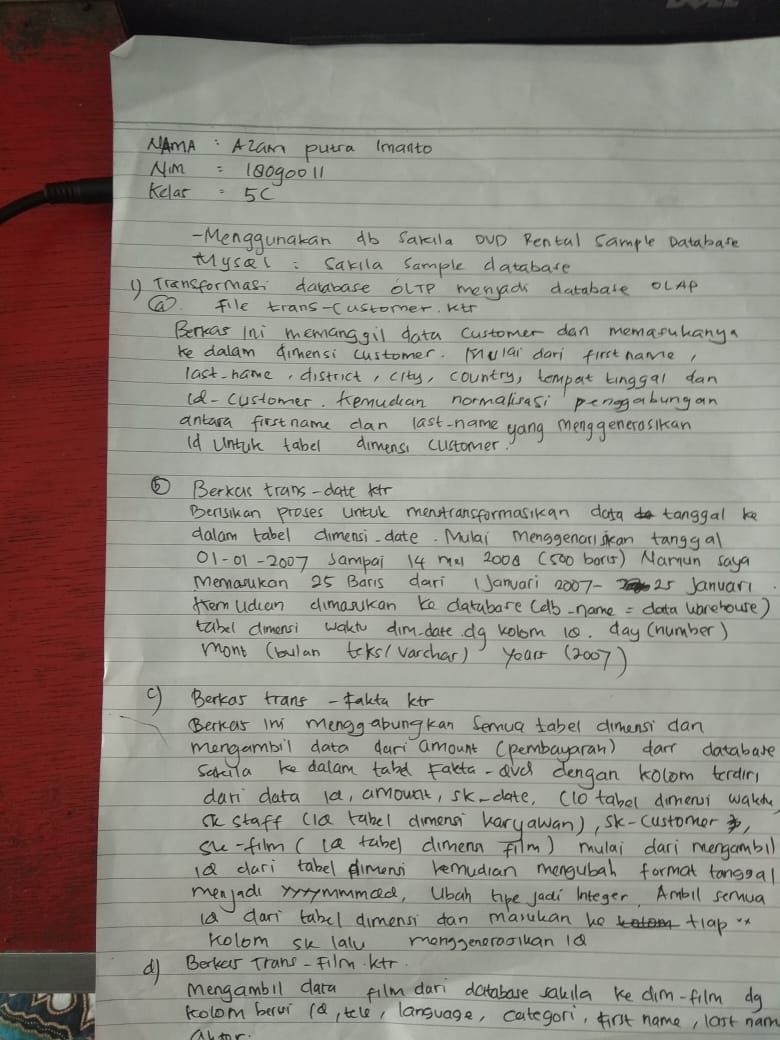 DELL
NAMA : Azam putra Imanto
NIM = 18090011
Kelas = 5C
- Menggunakan db Sakila DVD Rental Sample Database
Mysql : Sakila Sample database
1) Transformasi database OLTP menjadi database OLAP
a. file trans-customer.ktr
Berkas ini memanggil data customer dan memasukanya
ke dalam dimensi customer. Mulai dari first name,
last-name, district, city, country, tempat tinggal dan
id-customer. Kemudian normalisasi penggabungan
antara firstname dan last-name yang menggenerasikan
id Untuk tabel dimensi customer.
b Berkas trans-date ktr
Berisikan proses untuk mentransformasikan data tanggal ke
dalam tabel dimensi-date. Mulai menggenarisikan tanggal
01-01-2007 sampai 14 mei 2008 (500 baris) Namun saya
Memasukan 25 Baris dari 1 Januari 2007 - 25 Januari.
Kemudian dimasukan ke database (db-name = data warehouse)
tabel dimensi waktu dim-date dg kolom id. day (number)
mont (bulan teks/varchar) years (2007)
c) Berkas trans - fakta ktr
Berkas ini menggabungkan semua tabel dimensi dan
mengambil data dari amount (pembayaran) dari database
Sakila ke dalam tabel Fakta - dengan kolom terdiri
dari data id, amount, sk-date, (ID tabel dimensi waktu,
sk staff (id tabel dimensi karyawan), sk-customer,
sk-film (id tabel dimensi film) mulai dari mengambil
id dari tabel dimensi kemudian mengubah format tanggal
menjadi yyyymmmdd, Ubah tipe jadi Integer. Ambil semua
id dari tabel dimensi dan masukan ke tiap
kolom sk lalu menggenerasikan id
d) Berkas Trans-Film.ktr.
Mengambil data film dari database sakila ke dim-film dg
kolom berisi id, language, categori, first name, last nam
aktor.